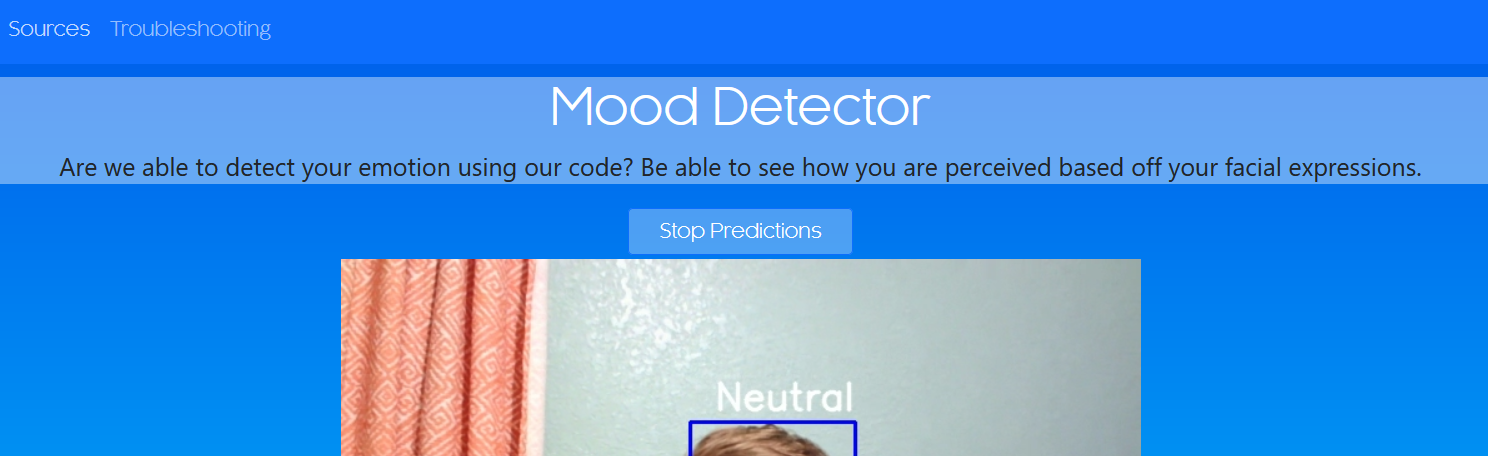 Sources Troubleshooting
Mood Detector
Are we able to detect your emotion using our code? Be able to see how you are perceived based off your facial expressions.
Stop Predictions
Neutral